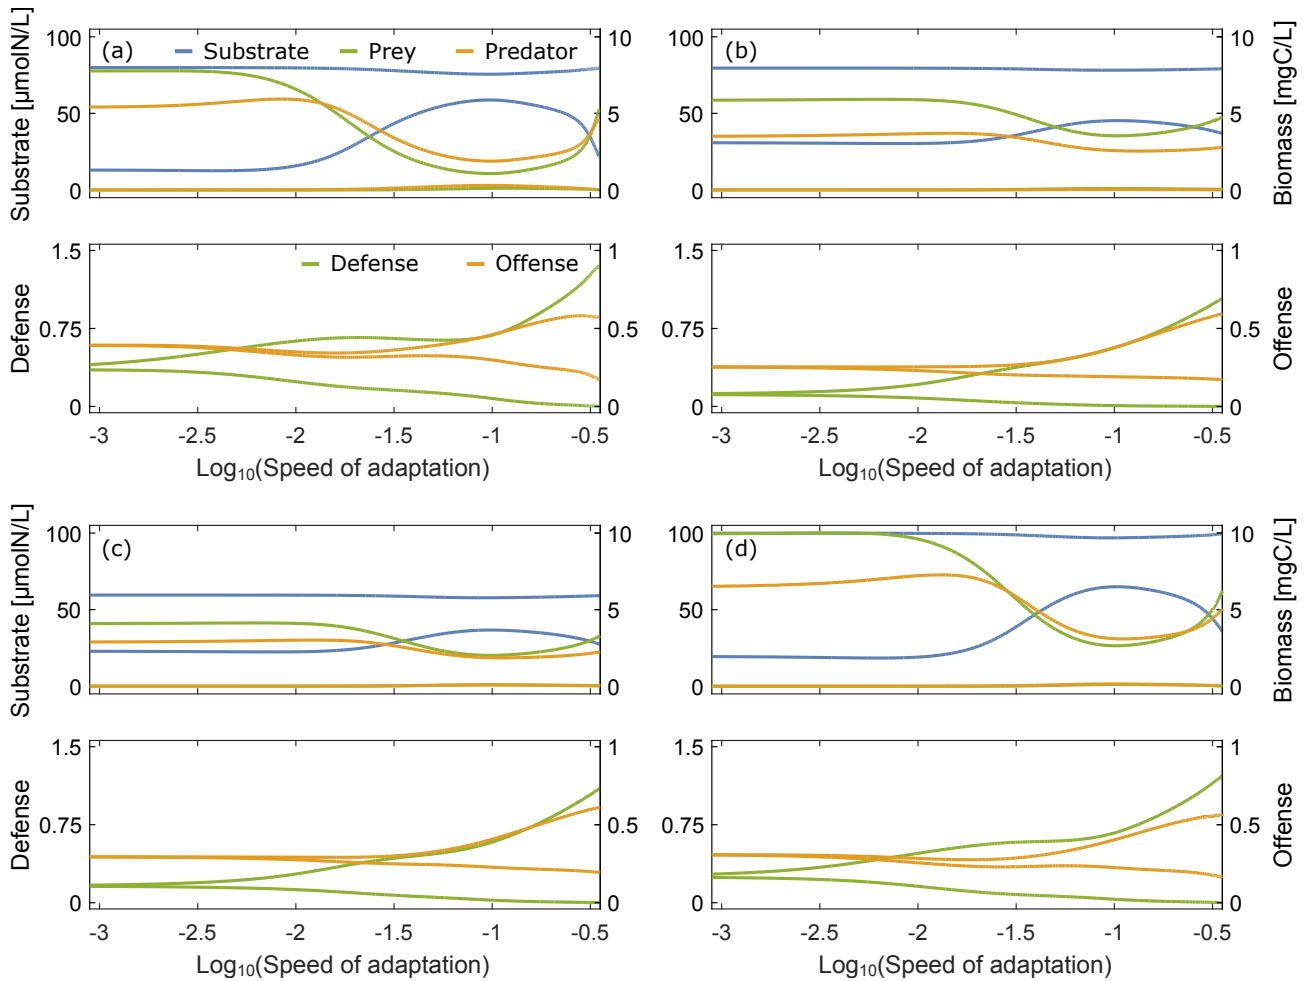 (a) Substrate Prey Predator
100
50
0
10
5
0
Substrate [µmolN/L]
(b)
100
50
0
10
5
0
Biomass [mgC/L]
Defense Offense
1.5
0.75
0
1
0.5
0
Defense
-3 -2.5 -2 -1.5 -1 -0.5
Log10(Speed of adaptation)
1.5
0.75
0
1
0.5
0
Offense
-3 -2.5 -2 -1.5 -1 -0.5
Log10(Speed of adaptation)
(c)
100
50
0
10
5
0
Substrate [µmolN/L]
(d)
100
50
0
10
5
0
Biomass [mgC/L]
1.5
0.75
0
1
0.5
0
Defense
-3 -2.5 -2 -1.5 -1 -0.5
Log10(Speed of adaptation)
1.5
0.75
0
1
0.5
0
Offense
-3 -2.5 -2 -1.5 -1 -0.5
Log10(Speed of adaptation)